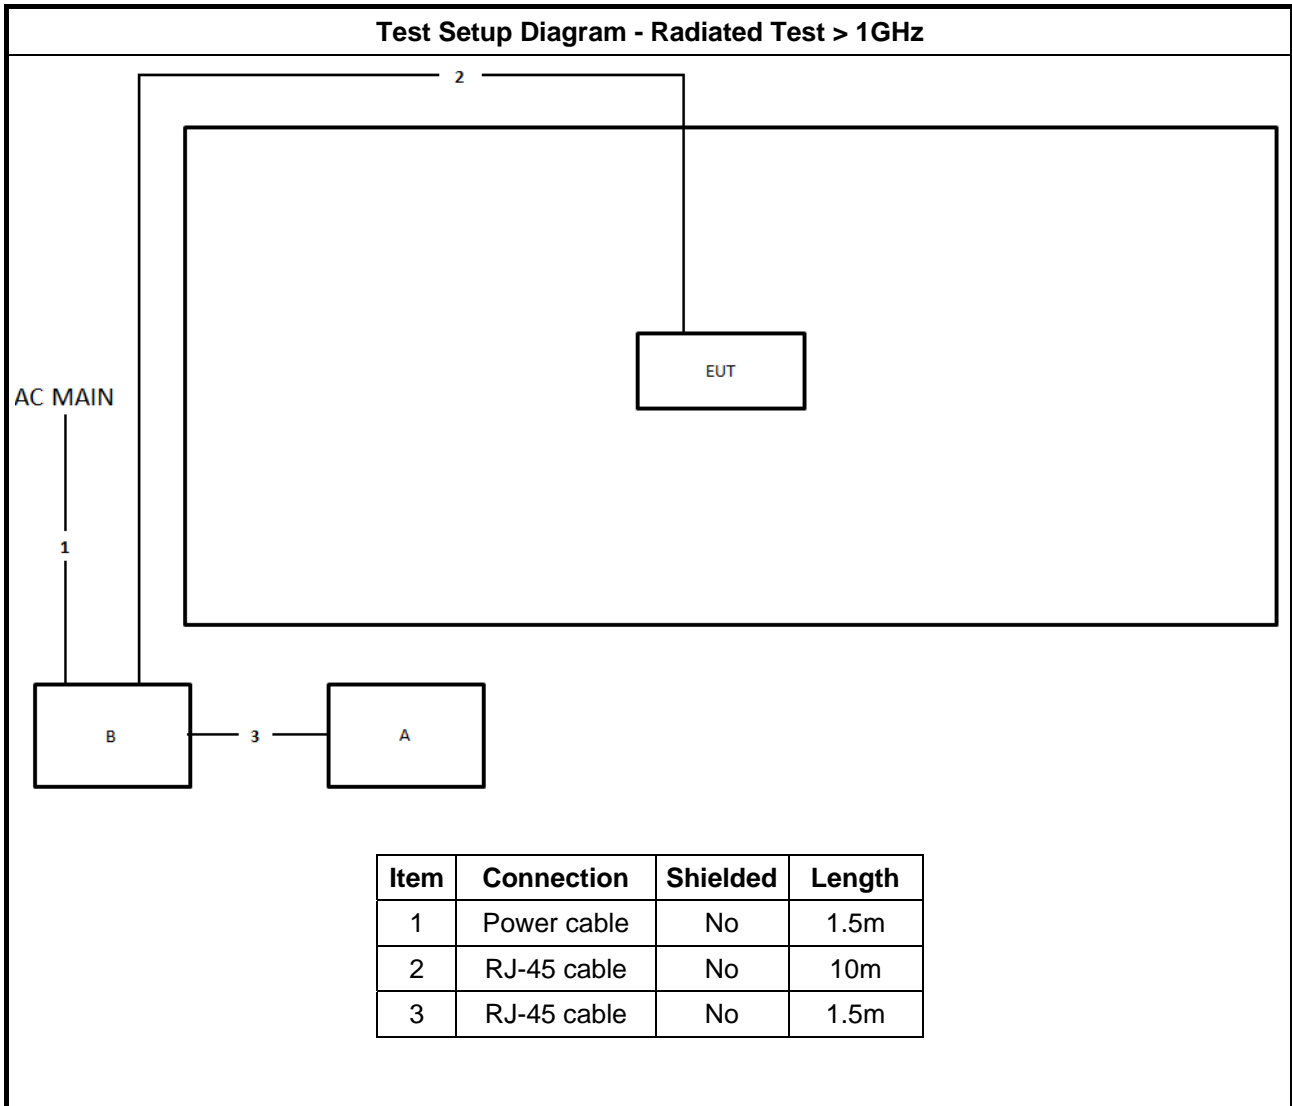 Test Setup Diagram - Radiated Test > 1GHz
2
EUT
AC MAIN
1
B
3
A
Item Connection Shielded Length
1 Power cable No 1.5m
2 RJ-45 cable No 10m
3 RJ-45 cable No 1.5m